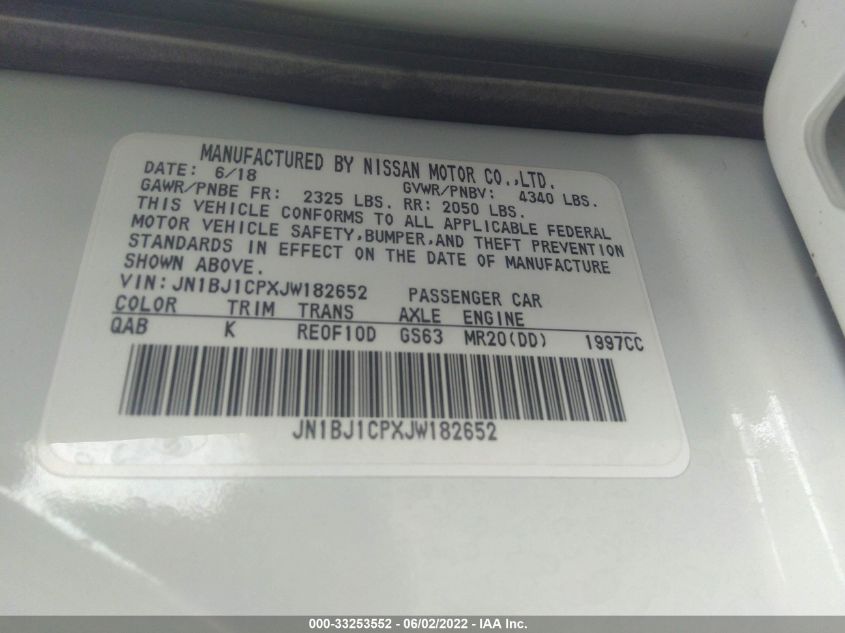 MANUFACTURED BY NISSAN MOTOR CO.,LTD.
DATE: 6/18 GVWR/PNBV: 4340 LBS.
GAWR/PNBE FR: 2325 LBS. RR: 2050 LBS.
THIS VEHICLE CONFORMS TO ALL APPLICABLE FEDERAL
MOTOR VEHICLE SAFETY,BUMPER,AND THEFT PREVENTION
STANDARDS IN EFFECT ON THE DATE OF MANUFACTURE
SHOWN ABOVE.
VIN:JN1BJ1CPXJW182652 PASSENGER CAR
COLOR TRIM TRANS AXLE ENGINE
QAB K RE0F10D GS63 MR20(DD) 1997CC
JN1BJ1CPXJW182652
000-33253552 - 06/02/2022 - IAA Inc.